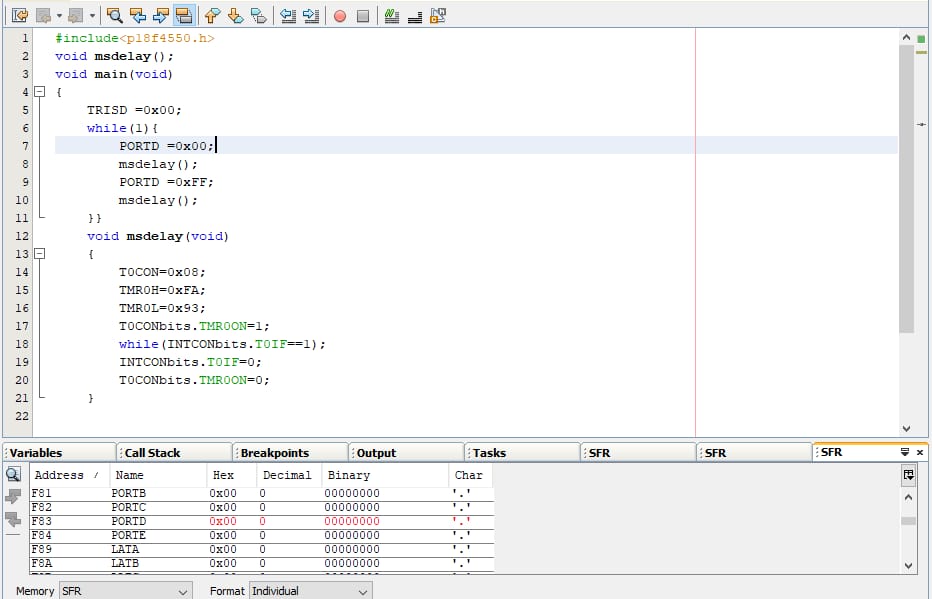 1 #include<p18f4550.h>
2 void msdelay();
3 void main(void)
4 {
5 TRISD =0x00;
6 while(1){
7 PORTD =0x00;
8 msdelay();
9 PORTD =0xFF;
10 msdelay();
11 }}
12 void msdelay(void)
13 {
14 T0CON=0x08;
15 TMR0H=0xFA;
16 TMR0L=0x93;
17 T0CONbits.TMR0ON=1;
18 while(INTCONbits.T0IF==1);
19 INTCONbits.T0IF=0;
20 T0CONbits.TMR0ON=0;
21 }
22
Variables Call Stack Breakpoints Output Tasks SFR SFR SFR
Address / Name Hex Decimal Binary Char
F81 PORTB 0x00 0 00000000 '.'
F82 PORTC 0x00 0 00000000 '.'
F83 PORTD 0x00 0 00000000 '.'
F84 PORTE 0x00 0 00000000 '.'
F89 LATA 0x00 0 00000000 '.'
F8A LATB 0x00 0 00000000 '.'
Memory SFR Format Individual